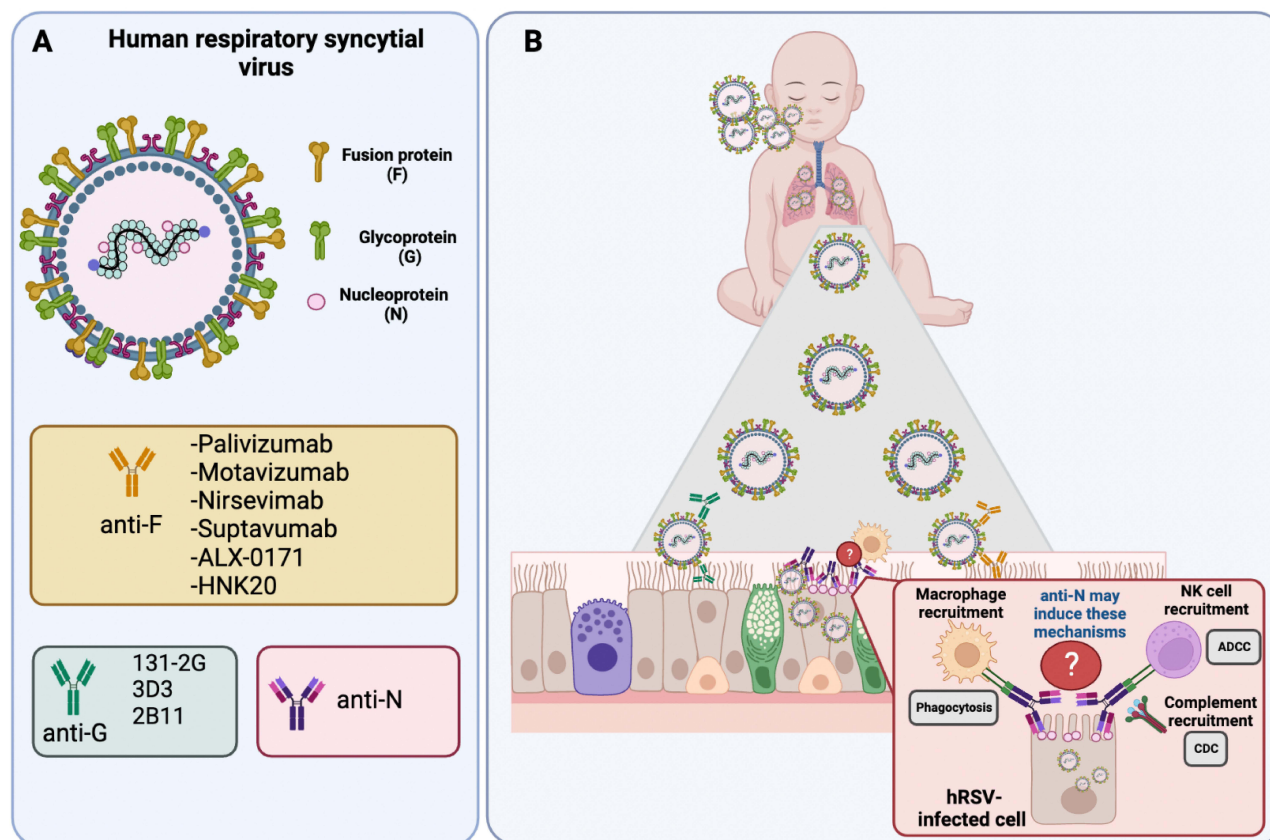 A
Human respiratory syncytial
virus
Fusion protein
(F)
Glycoprotein
(G)
Nucleoprotein
(N)
anti-F
-Palivizumab
-Motavizumab
-Nirsevimab
-Suptavumab
-ALX-0171
-HNK20
anti-G
131-2G
3D3
2B11
anti-N
B
?
Macrophage
recruitment
anti-N may
induce these
mechanisms
NK cell
recruitment
ADCC
?
Phagocytosis
Complement
recruitment
CDC
hRSV-
infected cell